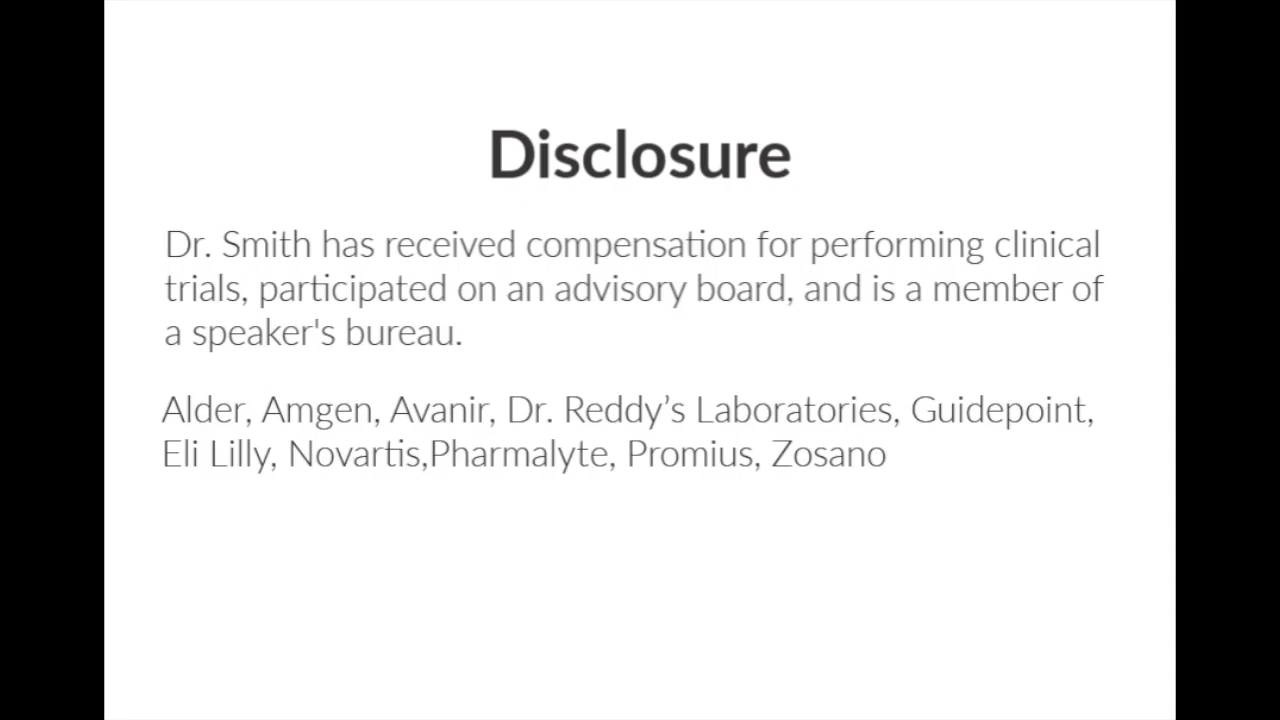 Disclosure
Dr. Smith has received compensation for performing clinical
trials, participated on an advisory board, and is a member of
a speaker's bureau.
Alder, Amgen, Avanir, Dr. Reddy’s Laboratories, Guidepoint,
Eli Lilly, Novartis,Pharmalyte, Promius, Zosano